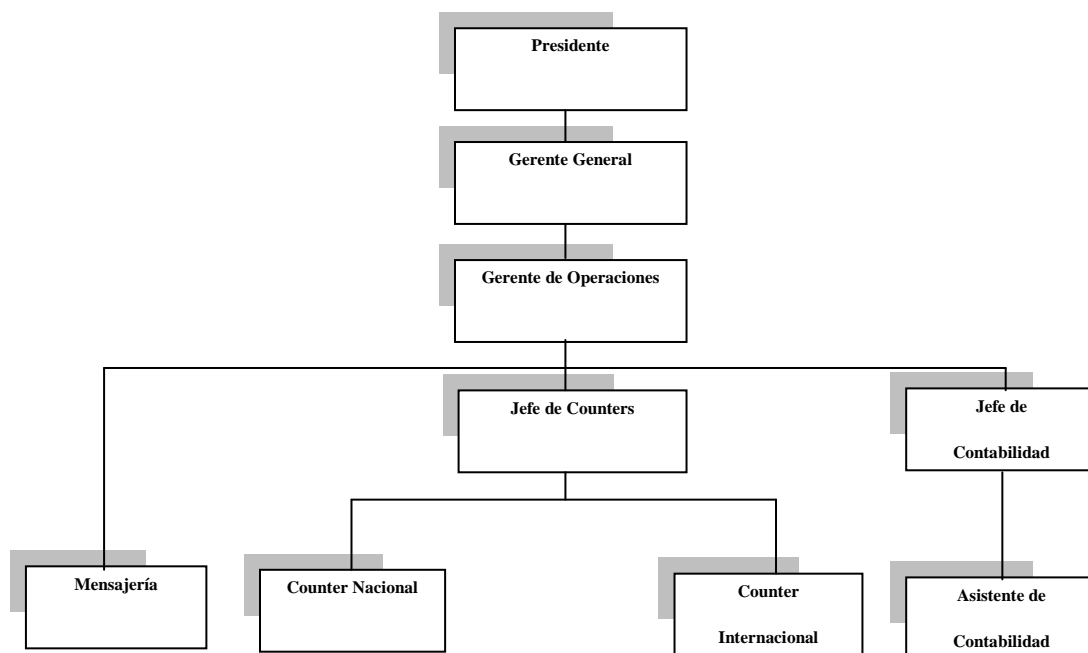 Presidente
Gerente General
Gerente de Operaciones
Jefe de Counters
Jefe de
Contabilidad
Mensajería
Counter Nacional
Counter
Internacional
Asistente de
Contabilidad